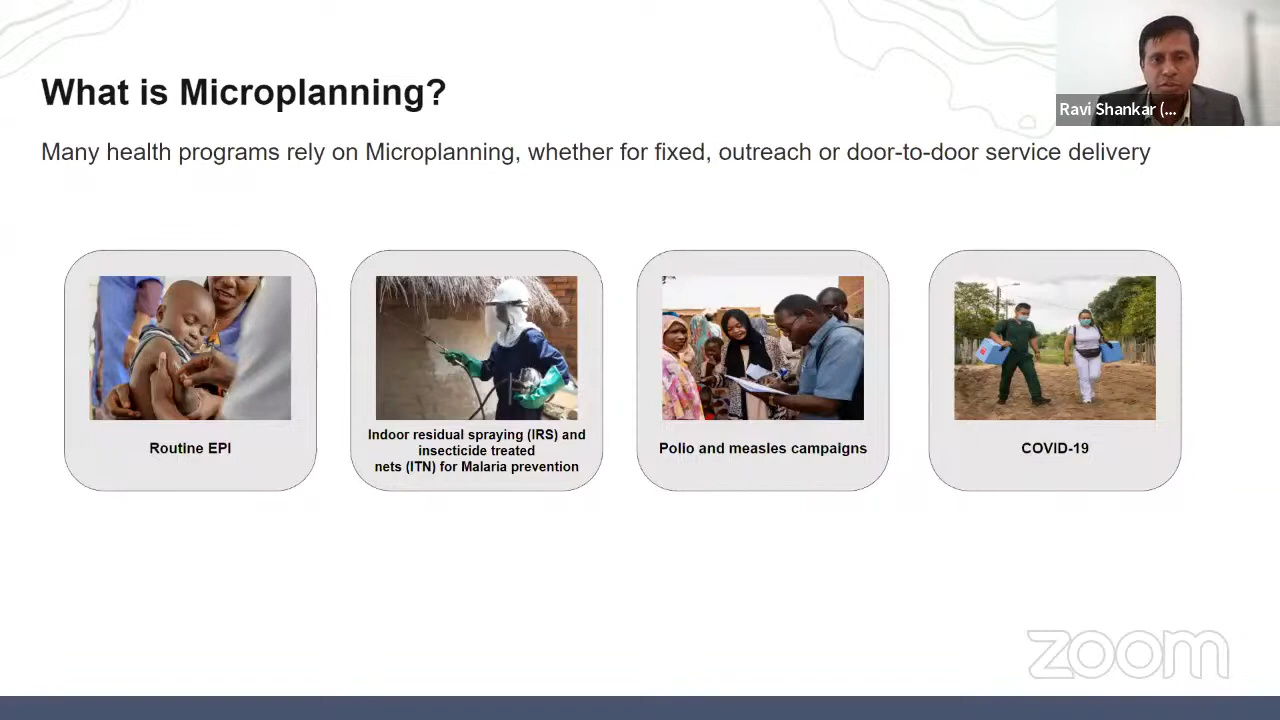 What is Microplanning?
Ravi Shankar (...
Many health programs rely on Microplanning, whether for fixed, outreach or door-to-door service delivery
Routine EPI
Indoor residual spraying (IRS) and
insecticide treated
nets (ITN) for Malaria prevention
Polio and measles campaigns
COVID-19
zoom